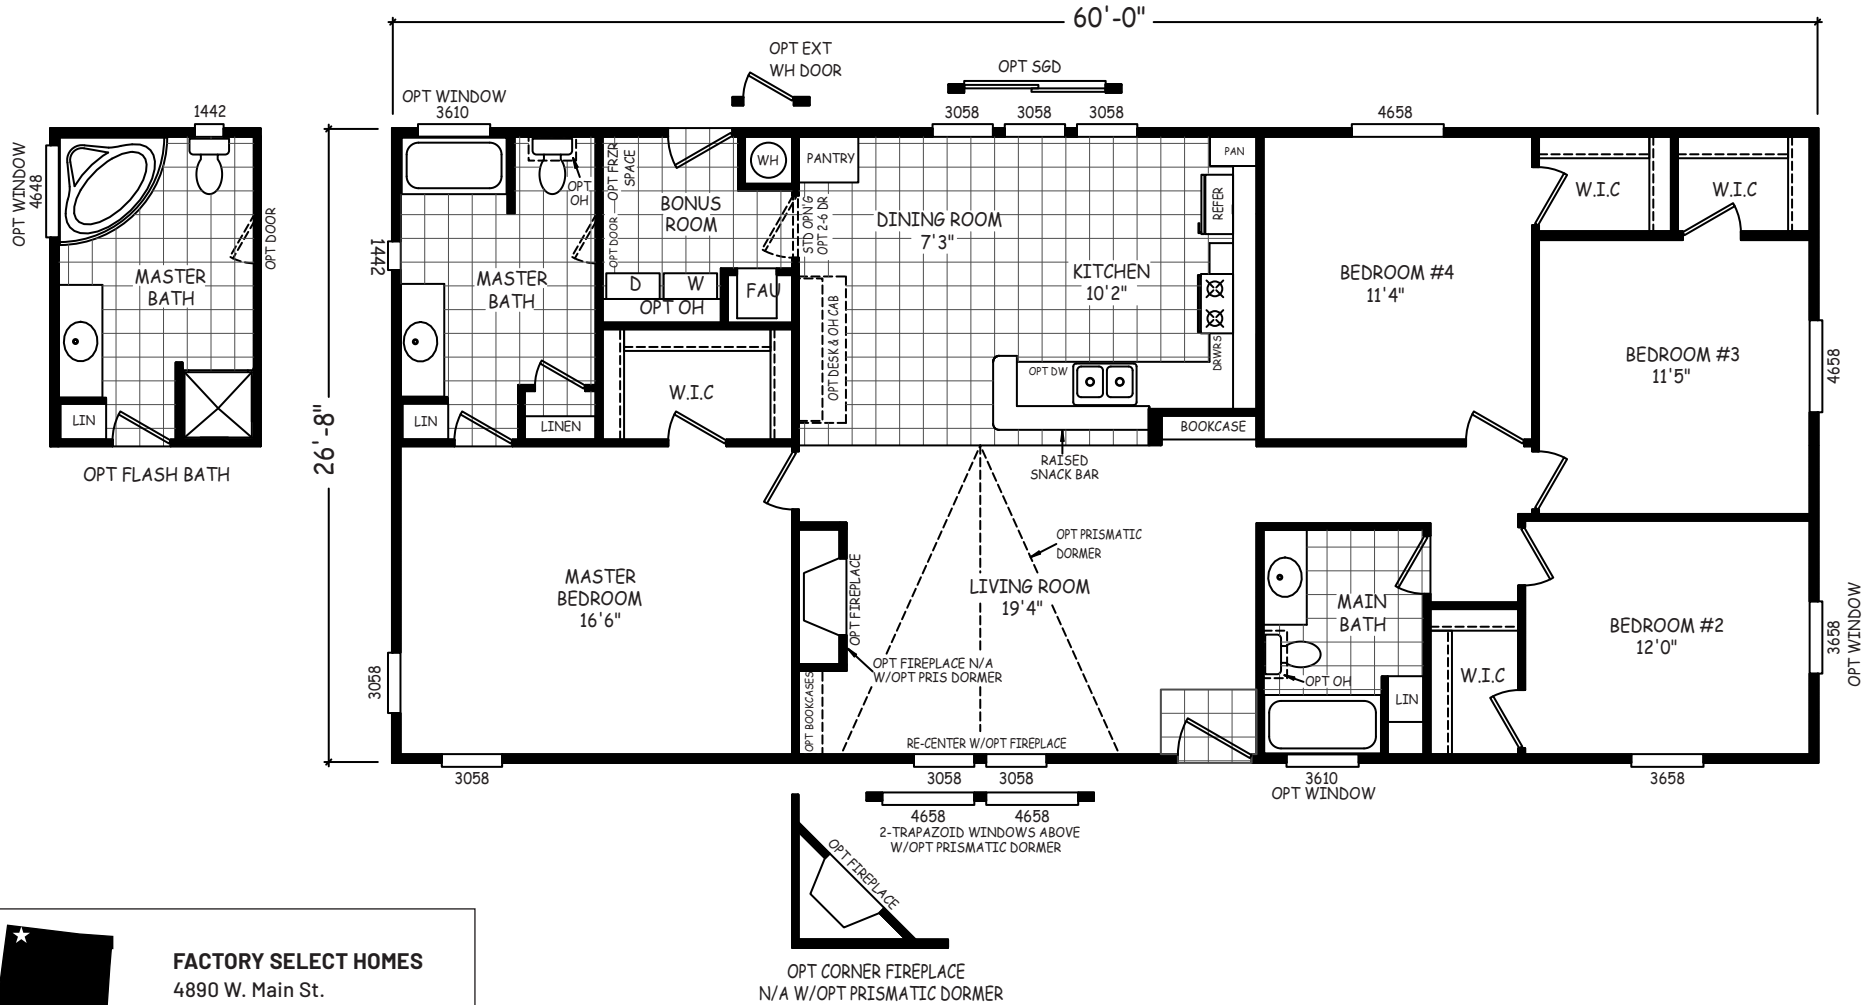 60'-0"
OPT EXT
WH DOOR
OPT SGD
OPT WINDOW
3610
3058
3058
3058
4658
1442
OPT WINDOW
4648
OPT DOOR
MASTER
BATH
LIN
OPT FLASH BATH
26'-8"
1442
OPT
OH
MASTER
BATH
LIN
LINEN
OPT FRZR
SPACE
OPT DOOR
BONUS
ROOM
WH
STD OPN'G
OPT 2-6 DR
D
W
OPT OH
FAU
W.I.C
PANTRY
DINING ROOM
7'3"
OPT DESK & OH CAB
KITCHEN
10'2"
PAN
REFER
DRWRS
OPT DW
BOOKCASE
RAISED
SNACK BAR
BEDROOM #4
11'4"
W.I.C
W.I.C
BEDROOM #3
11'5"
4658
MASTER
BEDROOM
16'6"
3058
3058
OPT FIREPLACE
OPT FIREPLACE N/A
W/OPT PRIS DORMER
OPT BOOKCASES
OPT PRISMATIC
DORMER
LIVING ROOM
19'4"
RE-CENTER W/OPT FIREPLACE
3058
3058
4658
4658
2-TRAPAZOID WINDOWS ABOVE
W/OPT PRISMATIC DORMER
MAIN
BATH
OPT OH
LIN
3610
OPT WINDOW
W.I.C
BEDROOM #2
12'0"
3658
OPT WINDOW
3658
OPT FIREPLACE
OPT CORNER FIREPLACE
N/A W/OPT PRISMATIC DORMER
FACTORY SELECT HOMES
4890 W. Main St.